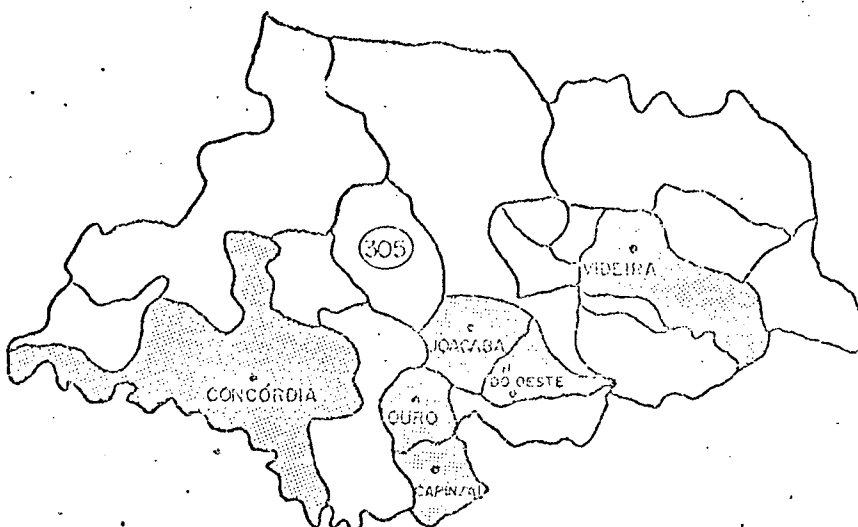 305
VIDEIRA
JOAÇABA
DO OESTE
CONCÓRDIA
OURO
CAPINZAL